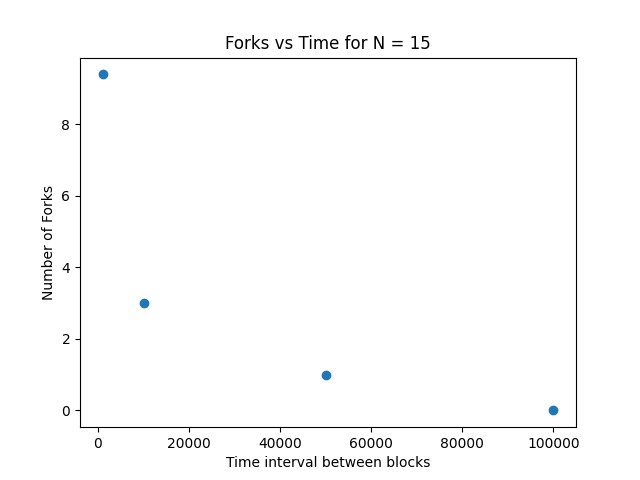 Forks vs Time for N = 15
Number of Forks
8
6
4
2
0
0 20000 40000 60000 80000 100000
Time interval between blocks